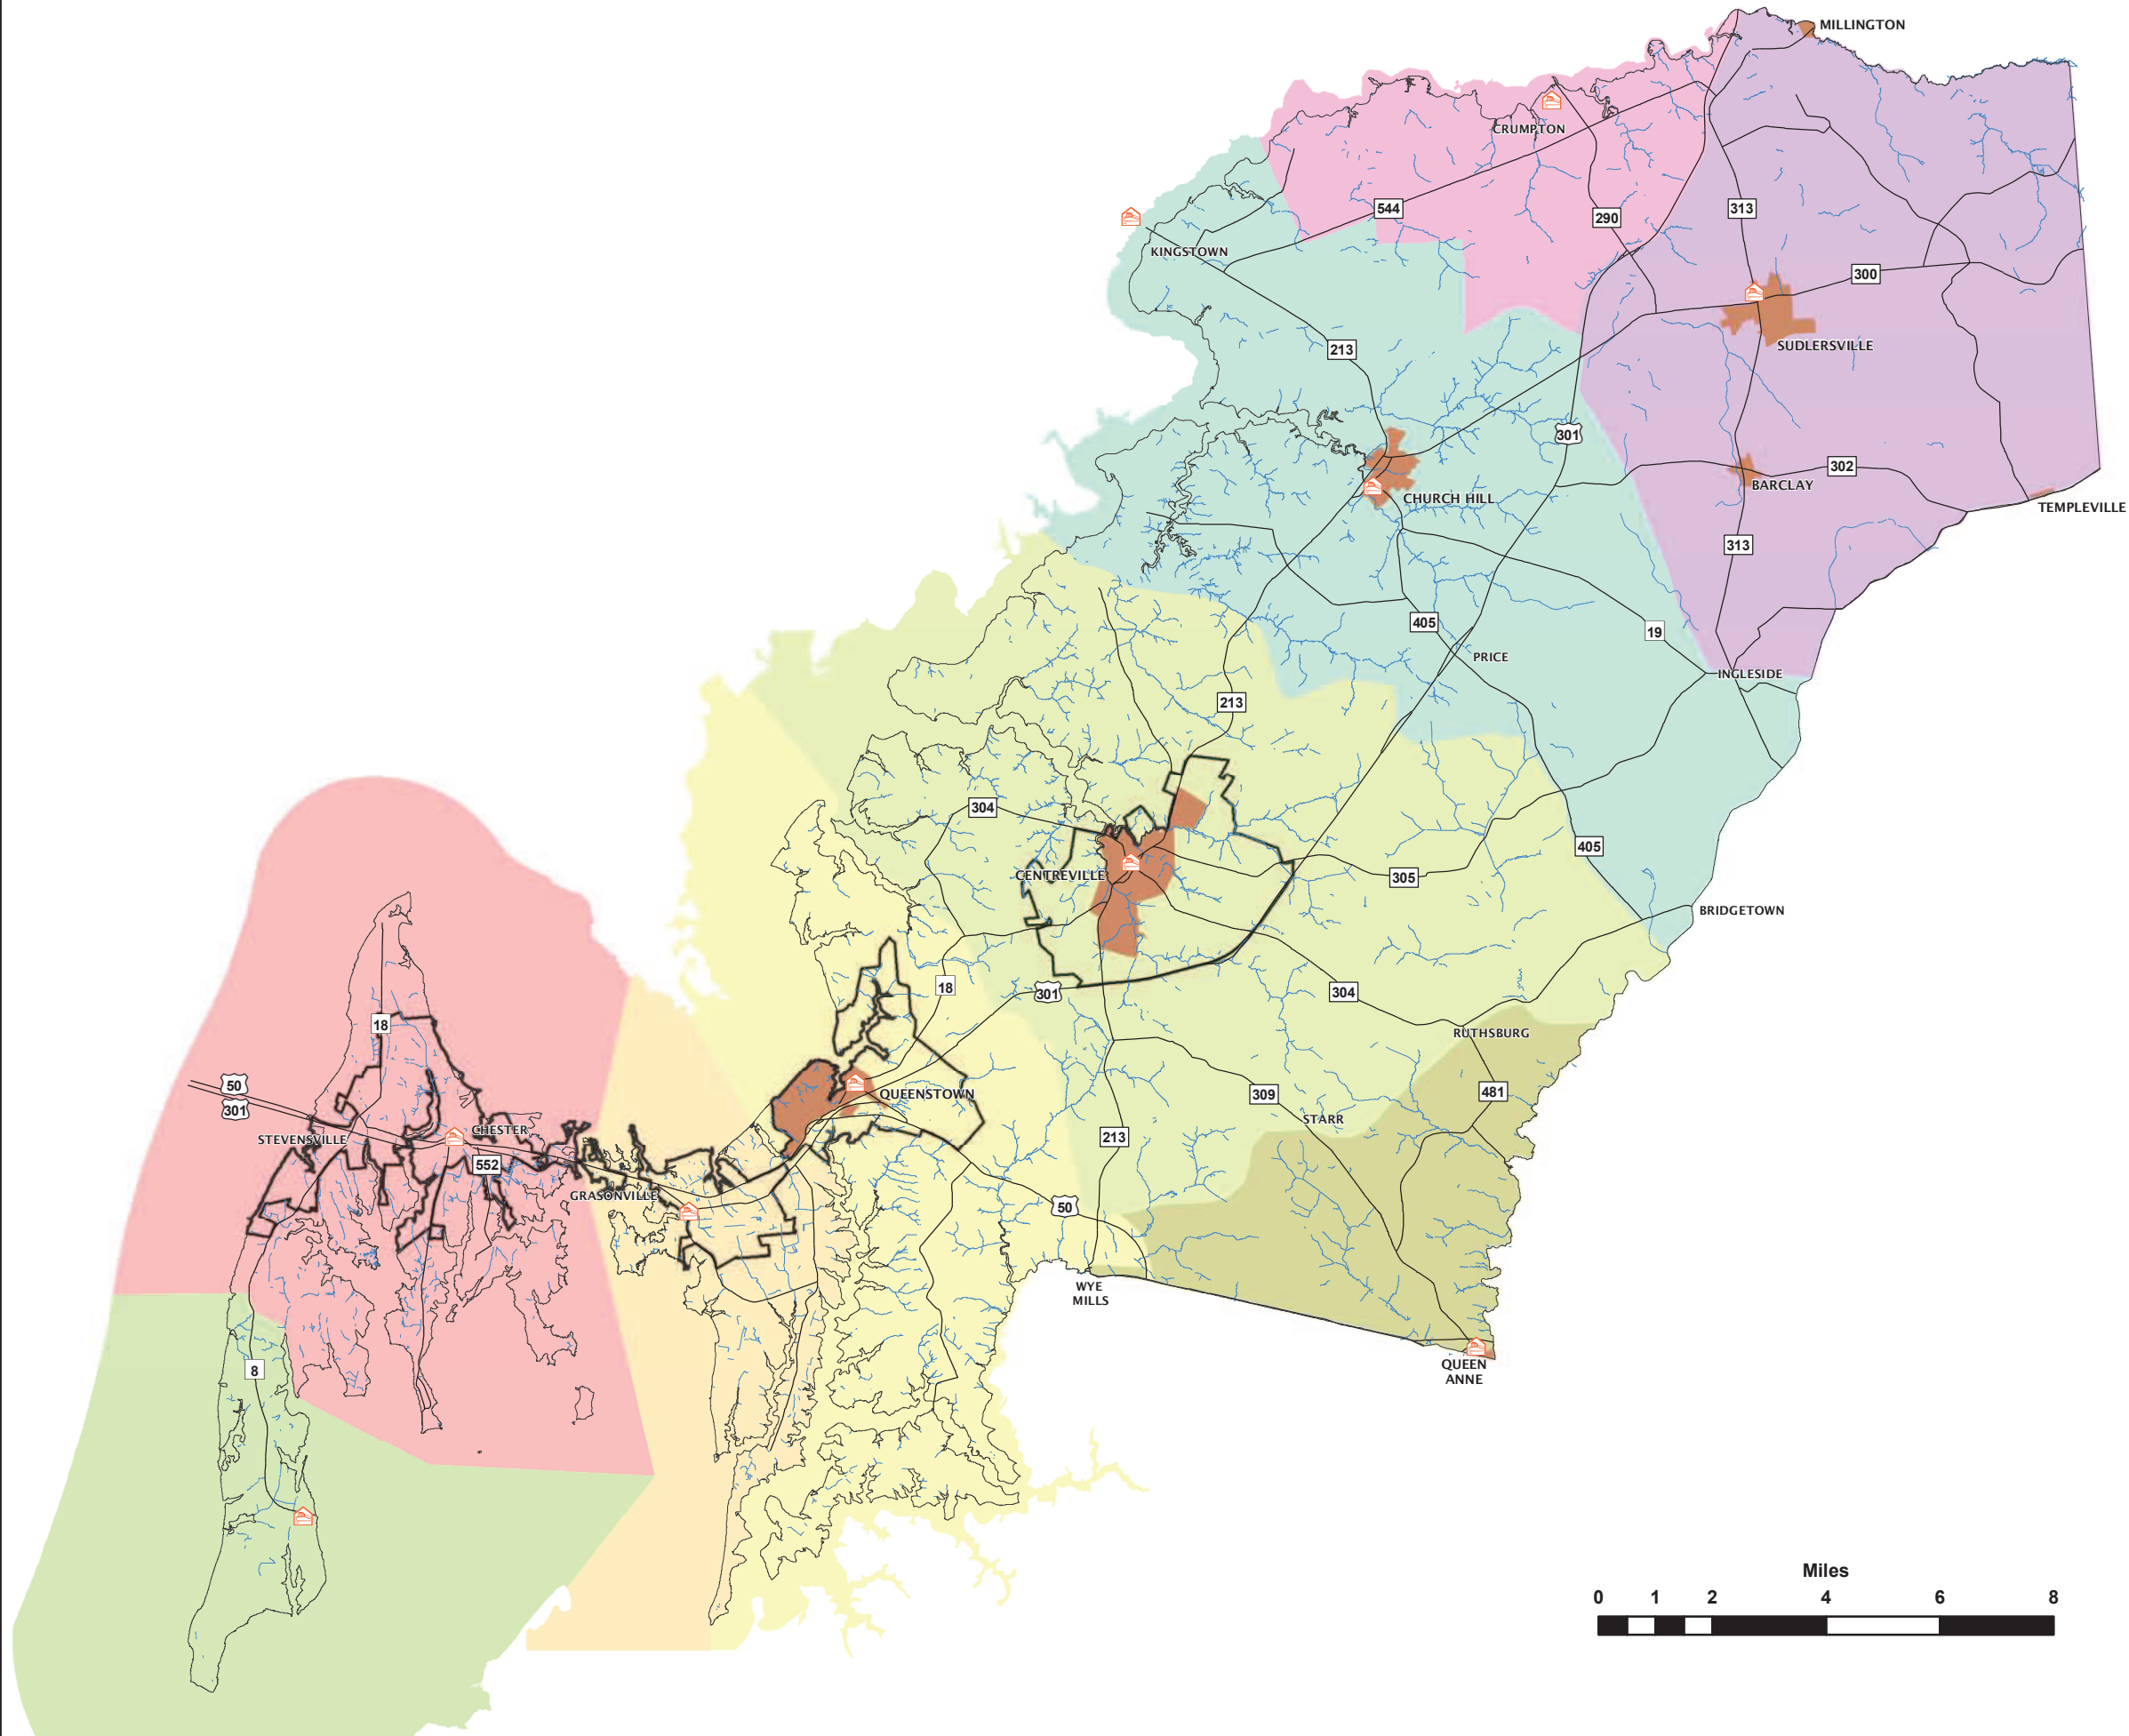 MILLINGTON
CRUMPTON
544
290
313
KINGSTOWN
300
213
SUDLERSVILLE
301
302
BARCLAY
CHURCH HILL
TEMPLEVILLE
313
405
19
PRICE
INGLESIDE
213
304
405
CENTREVILLE
305
BRIDGETOWN
18
301
304
18
RUTHSBURG
50
301
QUEENSTOWN
309
481
STARR
CHESTER
STEVENSVILLE
213
552
GRASONVILLE
50
WYE
MILLS
8
QUEEN
ANNE
Miles
0 1 2 4 6 8